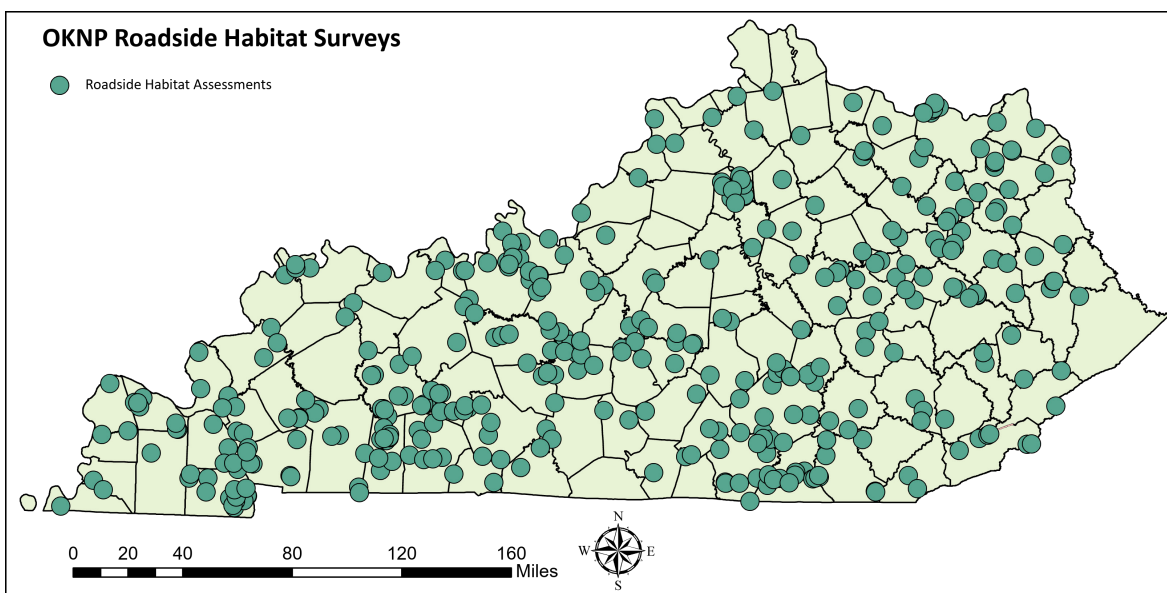 OKNP Roadside Habitat Surveys
Roadside Habitat Assessments
N
W E
S
0 20 40 80 120 160
Miles